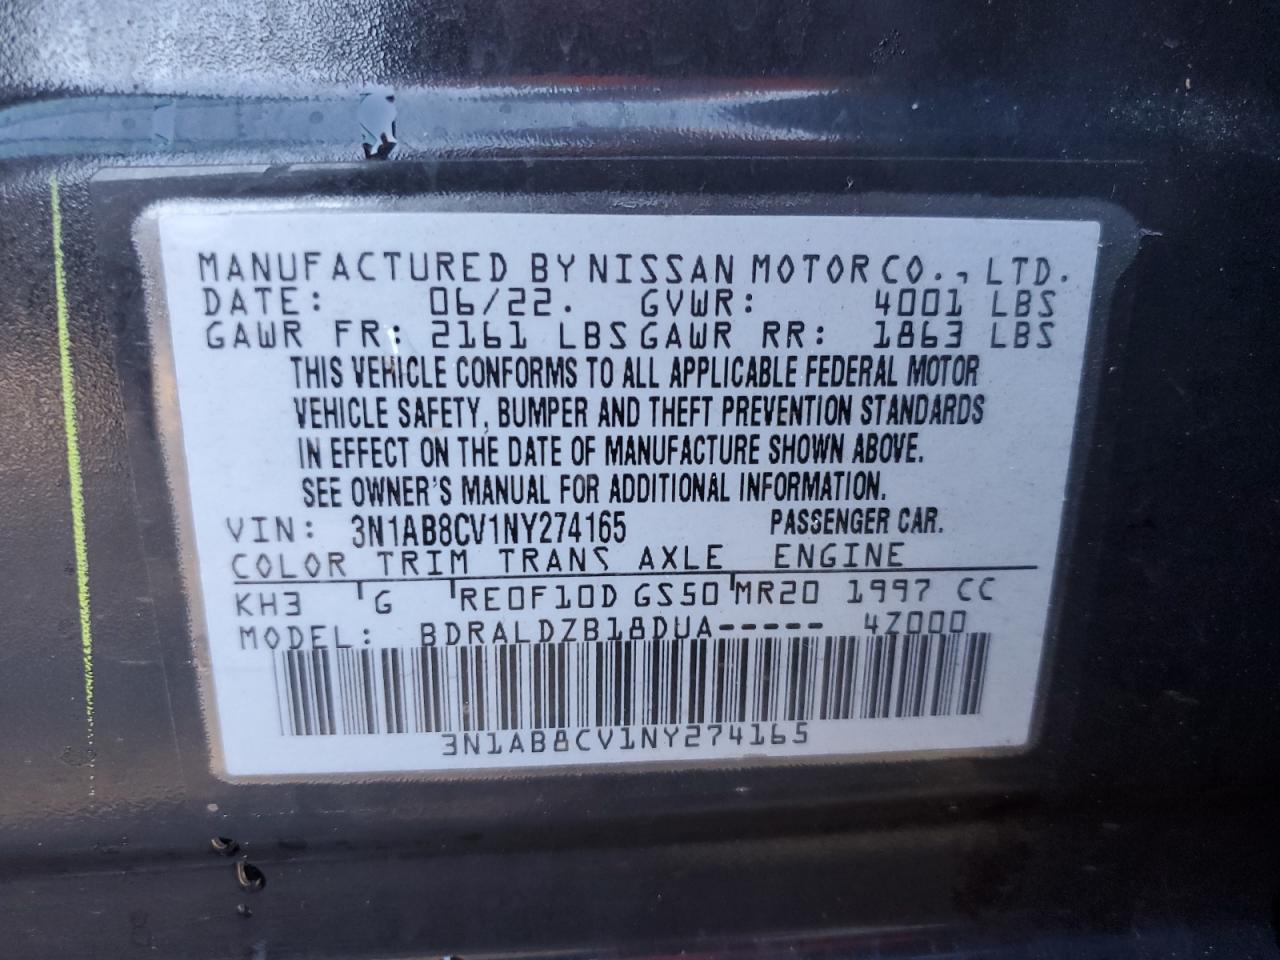 MANUFACTURED BY NISSAN MOTOR CO., LTD.
DATE: 06/22. GVWR: 4001 LBS
GAWR FR: 2161 LBS GAWR RR: 1863 LBS
THIS VEHICLE CONFORMS TO ALL APPLICABLE FEDERAL MOTOR
VEHICLE SAFETY, BUMPER AND THEFT PREVENTION STANDARDS
IN EFFECT ON THE DATE OF MANUFACTURE SHOWN ABOVE.
SEE OWNER'S MANUAL FOR ADDITIONAL INFORMATION.
VIN: 3N1AB8CV1NY274165 PASSENGER CAR.
COLOR TRIM TRANS AXLE ENGINE
KH3 G RE0F10D GS50 MR20 1997 CC
MODEL: BDRALDZB18DUA----- 4Z000
3N1AB8CV1NY274165